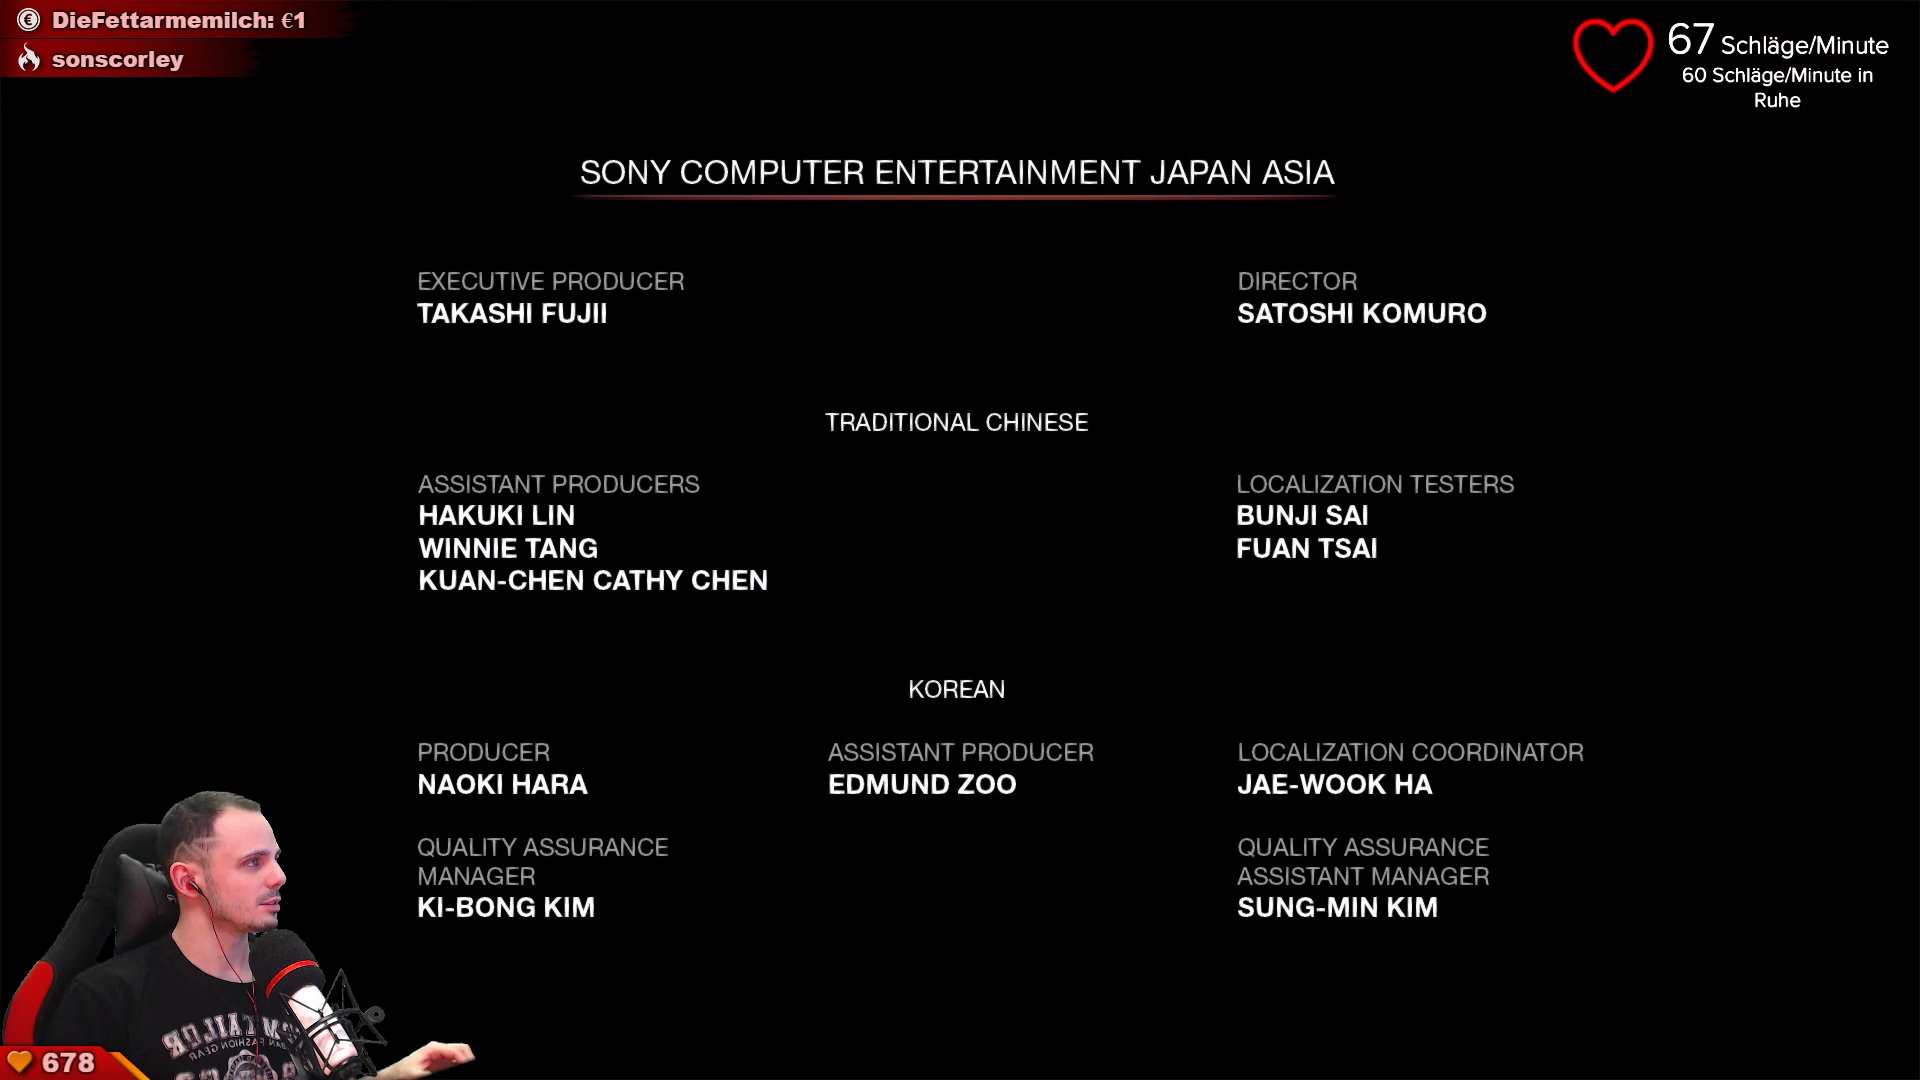 DieFettarmemilch: €1
sonscorley
67 Schläge/Minute
60 Schläge/Minute in
Ruhe
SONY COMPUTER ENTERTAINMENT JAPAN ASIA
EXECUTIVE PRODUCER
TAKASHI FUJII
DIRECTOR
SATOSHI KOMURO
TRADITIONAL CHINESE
ASSISTANT PRODUCERS
HAKUKI LIN
WINNIE TANG
KUAN-CHEN CATHY CHEN
LOCALIZATION TESTERS
BUNJI SAI
FUAN TSAI
KOREAN
PRODUCER
NAOKI HARA
ASSISTANT PRODUCER
EDMUND ZOO
LOCALIZATION COORDINATOR
JAE-WOOK HA
QUALITY ASSURANCE
MANAGER
KI-BONG KIM
QUALITY ASSURANCE
ASSISTANT MANAGER
SUNG-MIN KIM
678